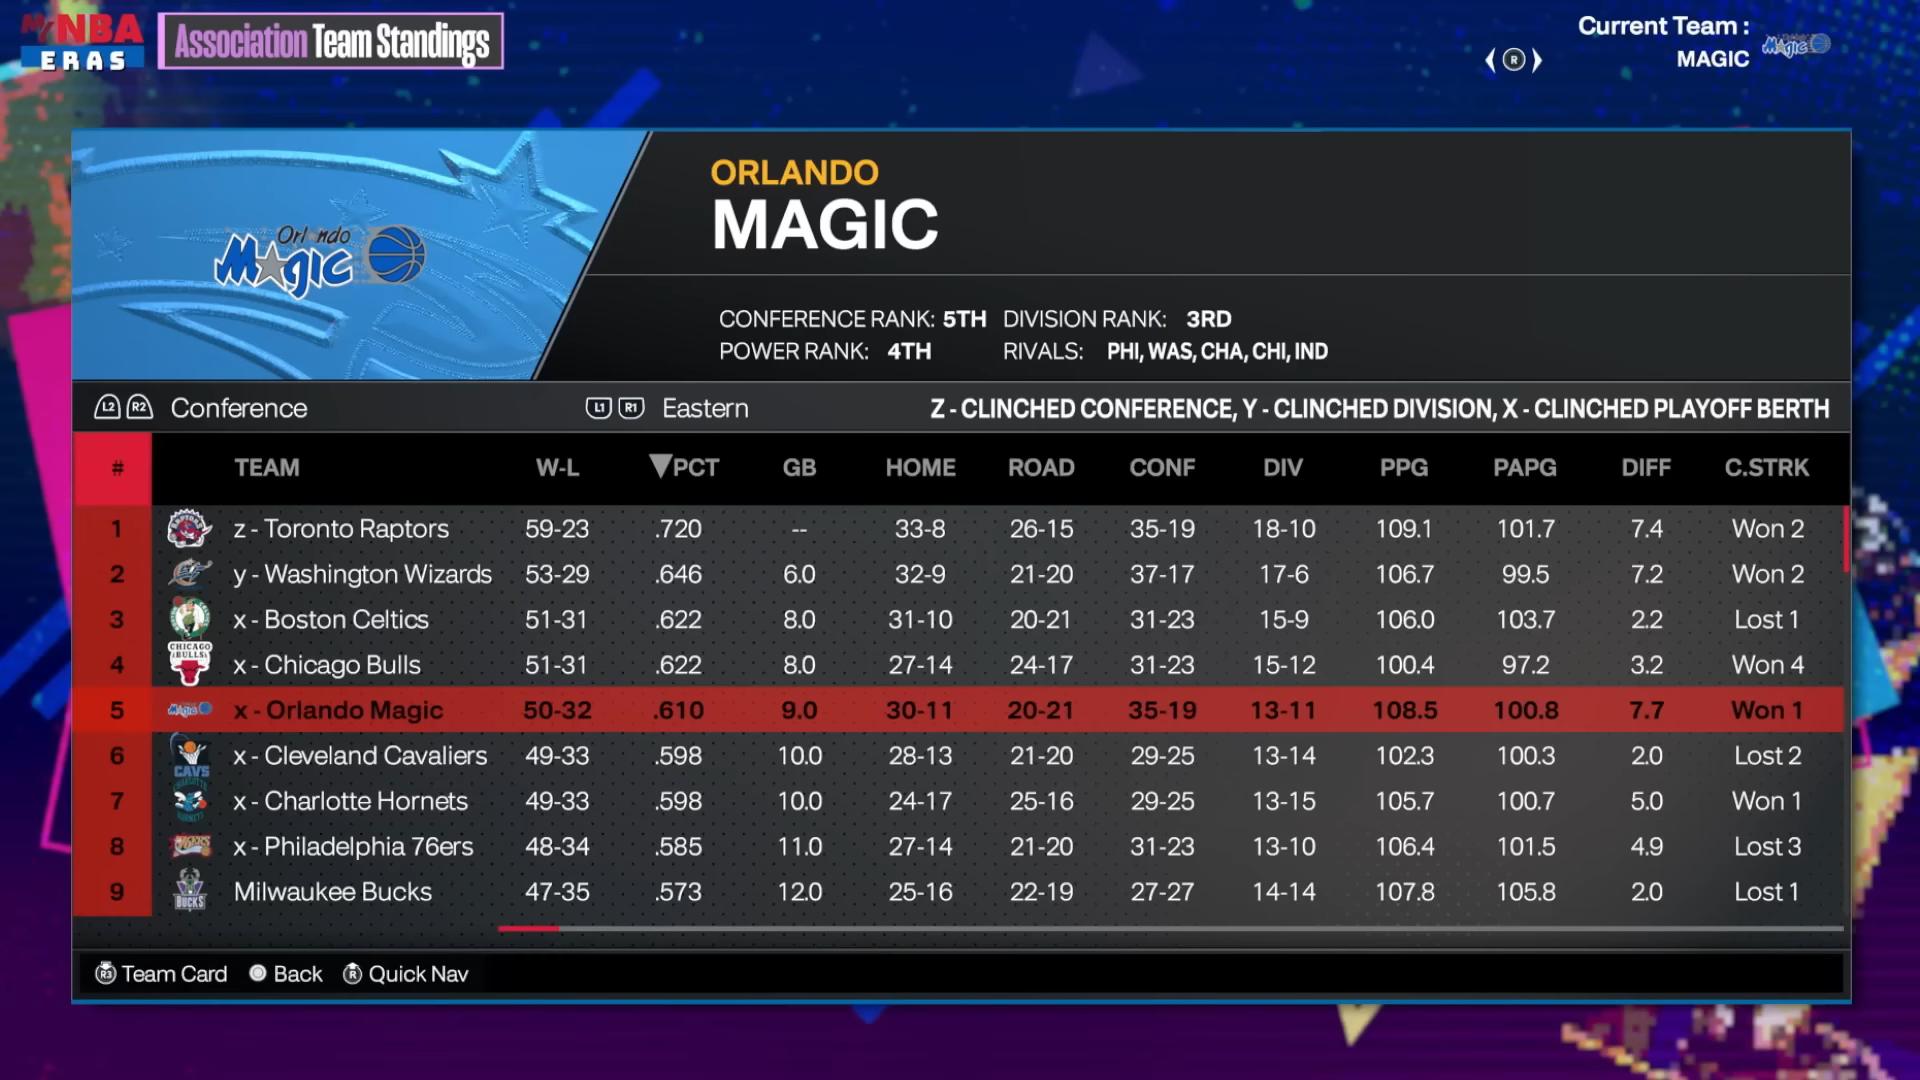 MyNBA
ERAS
Association Team Standings
Current Team :
MAGIC
R
Orlando
Magic
ORLANDO
MAGIC
CONFERENCE RANK: 5TH DIVISION RANK: 3RD
POWER RANK: 4TH RIVALS: PHI, WAS, CHA, CHI, IND
L2 R2 Conference L1 R1 Eastern Z - CLINCHED CONFERENCE, Y - CLINCHED DIVISION, X - CLINCHED PLAYOFF BERTH
# TEAM W-L ▼PCT GB HOME ROAD CONF DIV PPG PAPG DIFF C.STRK
1 z - Toronto Raptors 59-23 .720 -- 33-8 26-15 35-19 18-10 109.1 101.7 7.4 Won 2
2 y - Washington Wizards 53-29 .646 6.0 32-9 21-20 37-17 17-6 106.7 99.5 7.2 Won 2
3 x - Boston Celtics 51-31 .622 8.0 31-10 20-21 31-23 15-9 106.0 103.7 2.2 Lost 1
4 CHICAGO BULLS x - Chicago Bulls 51-31 .622 8.0 27-14 24-17 31-23 15-12 100.4 97.2 3.2 Won 4
5 Magic x - Orlando Magic 50-32 .610 9.0 30-11 20-21 35-19 13-11 108.5 100.8 7.7 Won 1
6 CAVS x - Cleveland Cavaliers 49-33 .598 10.0 28-13 21-20 29-25 13-14 102.3 100.3 2.0 Lost 2
7 x - Charlotte Hornets 49-33 .598 10.0 24-17 25-16 29-25 13-15 105.7 100.7 5.0 Won 1
8 x - Philadelphia 76ers 48-34 .585 11.0 27-14 21-20 31-23 13-10 106.4 101.5 4.9 Lost 3
9 BUCKS Milwaukee Bucks 47-35 .573 12.0 25-16 22-19 27-27 14-14 107.8 105.8 2.0 Lost 1
R3 Team Card Back R Quick Nav